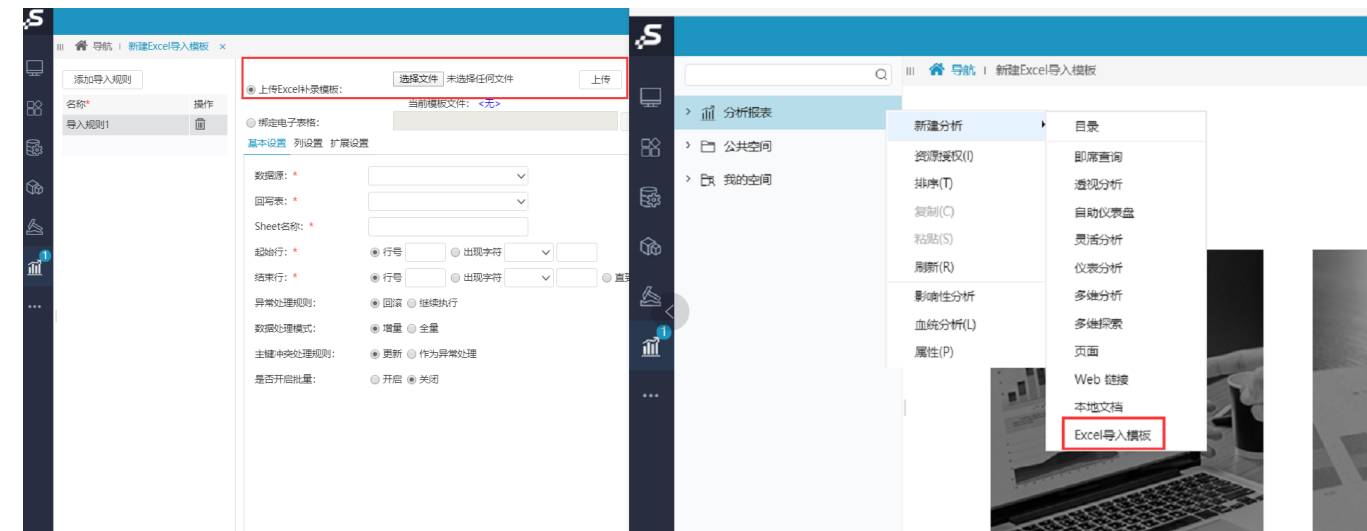 导航 新建Excel导入模板 ×
添加导入规则
名称* 操作
导入规则1
上传Excel补录模板: 选择文件 未选择任何文件 上传
当前模板文件: <无>
绑定电子表格:
基本设置 列设置 扩展设置
数据源: *
回写表: *
Sheet名称: *
起始行: * 行号 出现字符
结束行: * 行号 出现字符
异常处理规则: 回滚 继续执行
数据处理模式: 增量 全量
主键冲突处理规则: 更新 作为异常处理
是否开启批量: 开启 关闭
1
导航 新建Excel导入模板
分析报表
公共空间
我的空间
1
新建分析
资源授权(I)
排序(T)
复制(C)
粘贴(S)
刷新(R)
影响性分析
血统分析(L)
属性(P)
目录
即席查询
透视分析
自助仪表盘
灵活分析
仪表分析
多维分析
多维探索
页面
Web 链接
本地文档
Excel导入模板